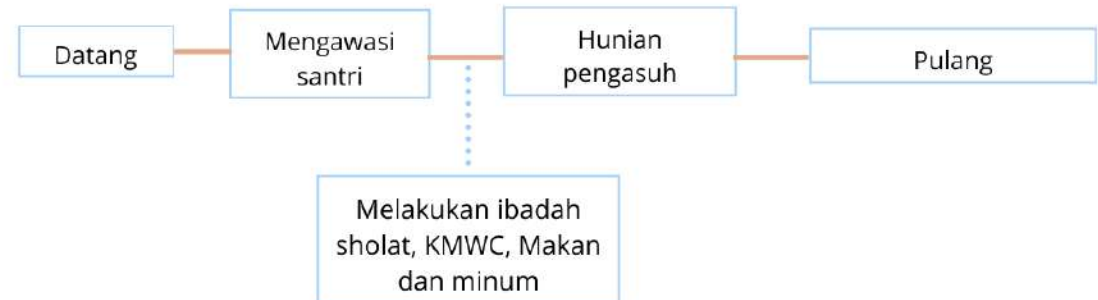 Datang
Mengawasi
santri
Hunian
pengasuh
Pulang
Melakukan ibadah
sholat, KMWC, Makan
dan minum